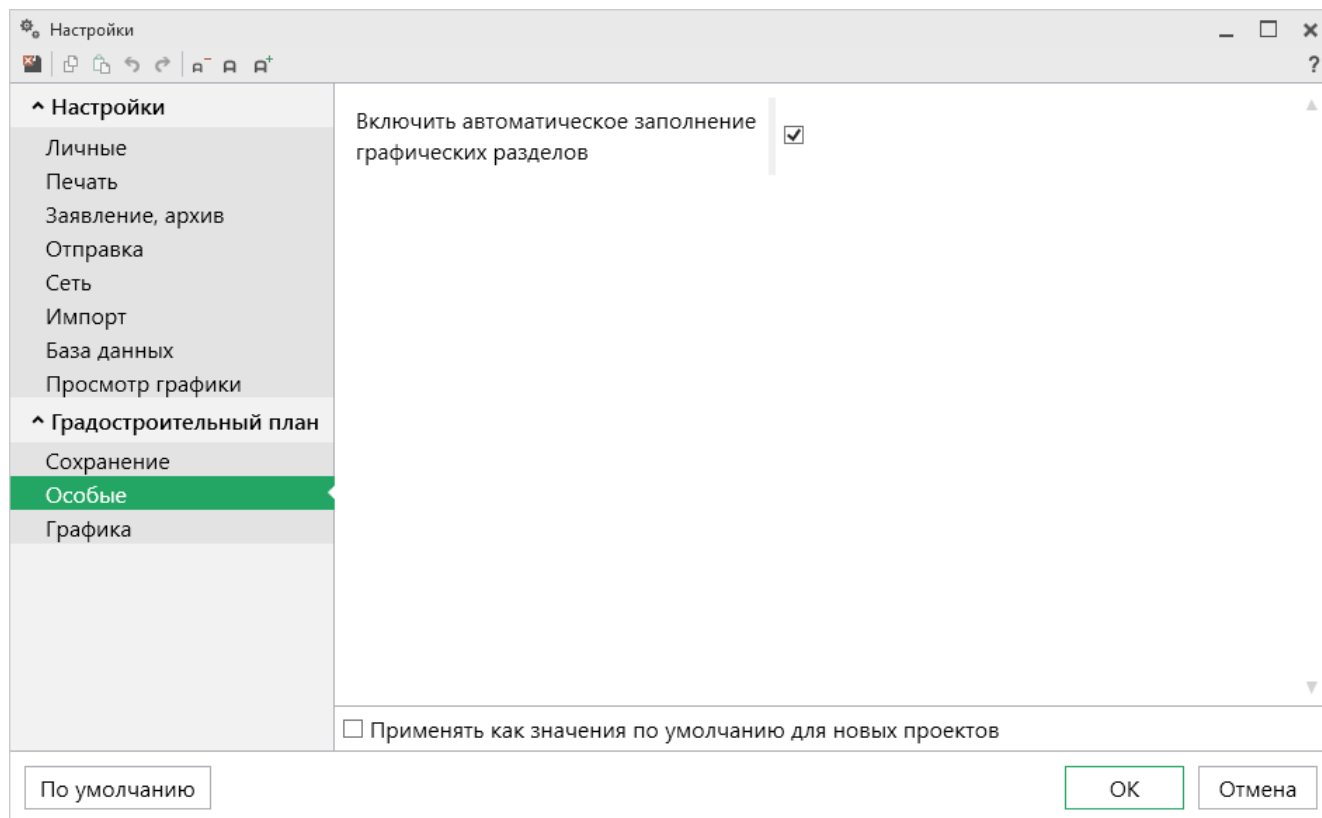 Настройки
?
Настройки
Личные
Печать
Заявление, архив
Отправка
Сеть
Импорт
База данных
Просмотр графики
Градостроительный план
Сохранение
Особые
Графика
Включить автоматическое заполнение
графических разделов
Применять как значения по умолчанию для новых проектов
По умолчанию
ОК
Отмена